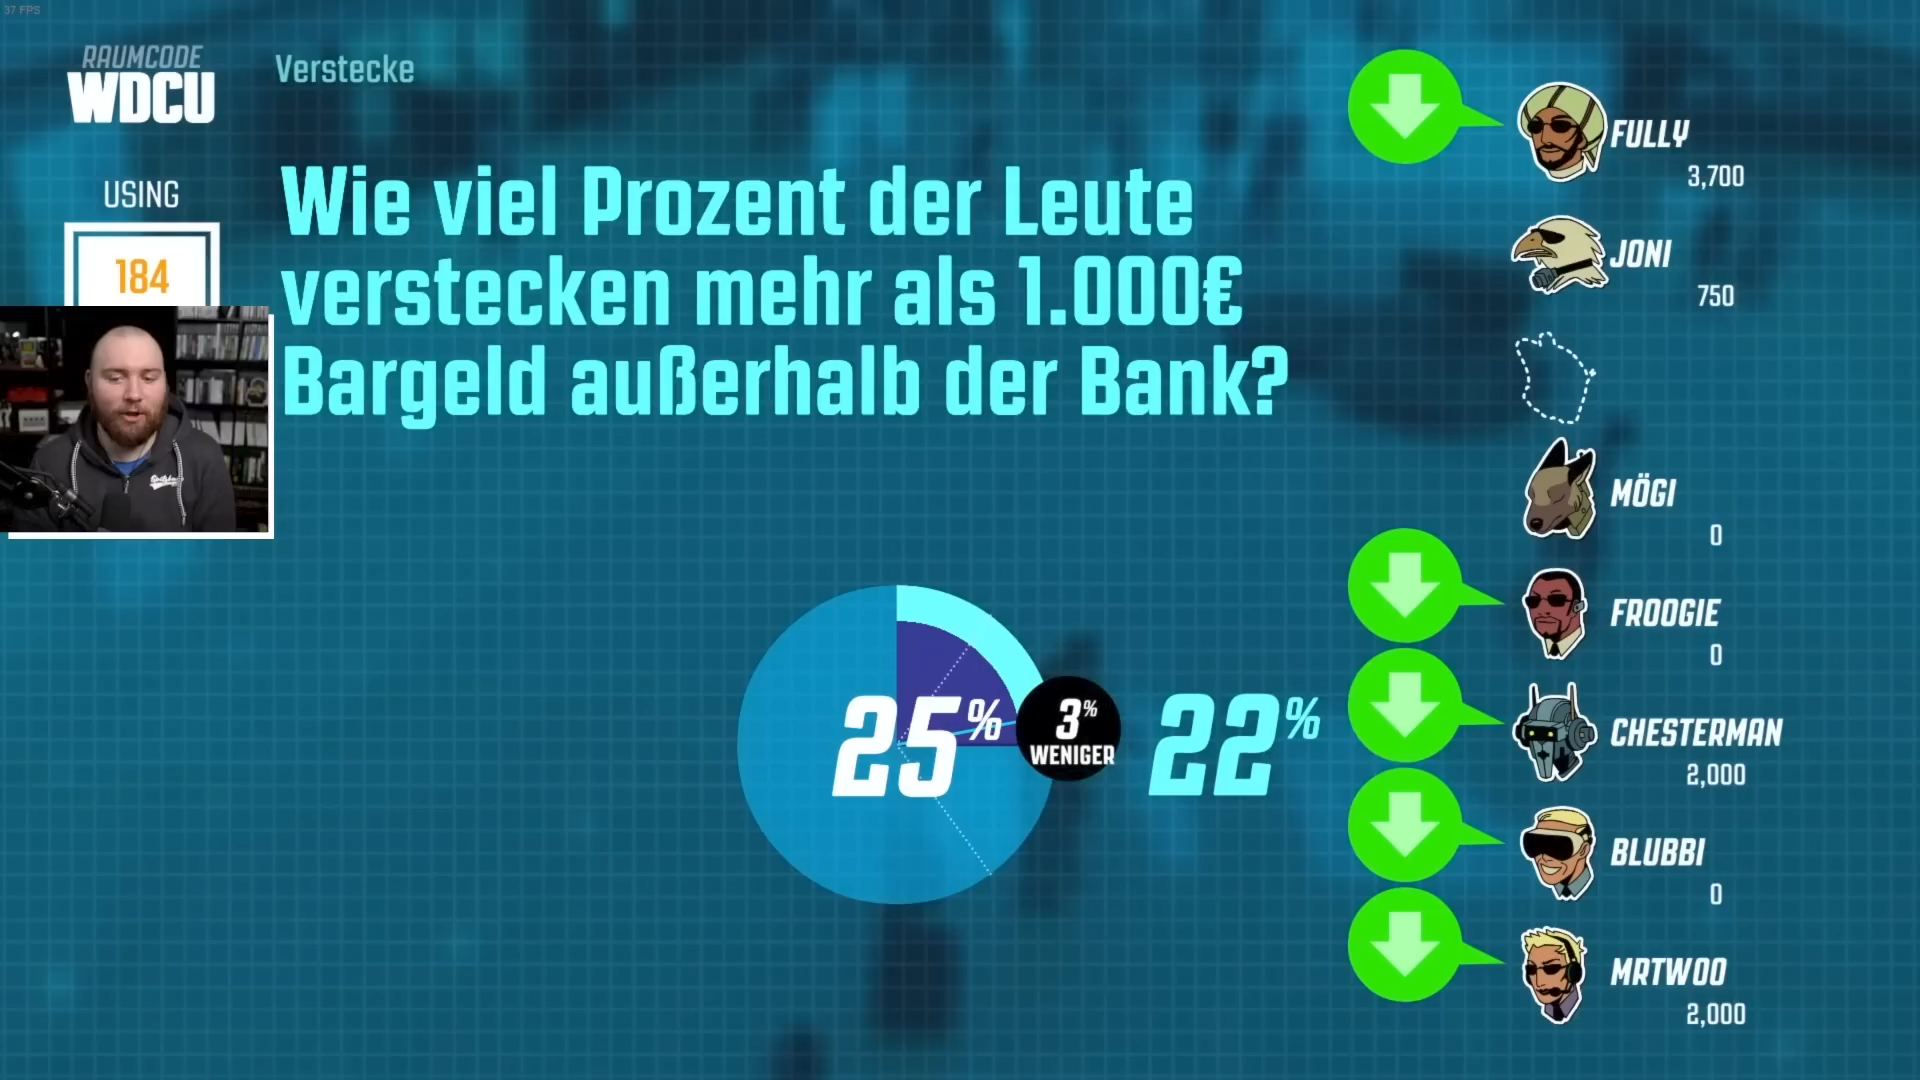 37 FPS
RAUMCODE
WDCU
Verstecke
USING
184
Wie viel Prozent der Leute
verstecken mehr als 1.000€
Bargeld außerhalb der Bank?
25%
3%
WENIGER
22%
FULLY
3,700
JONI
750
MÖGI
0
FROOGIE
0
CHESTERMAN
2,000
BLUBBI
0
MRTWOO
2,000